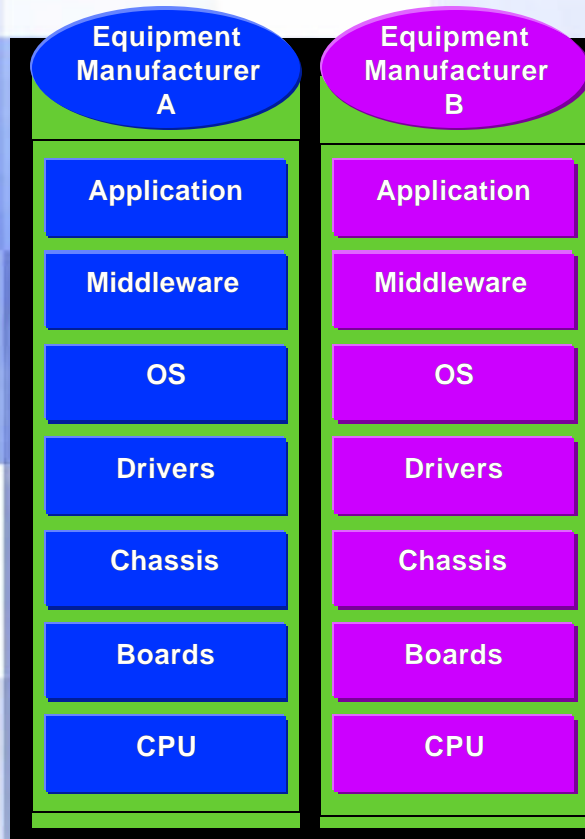 Equipment
Manufacturer
A
Application
Middleware
OS
Drivers
Chassis
Boards
CPU
Equipment
Manufacturer
B
Application
Middleware
OS
Drivers
Chassis
Boards
CPU